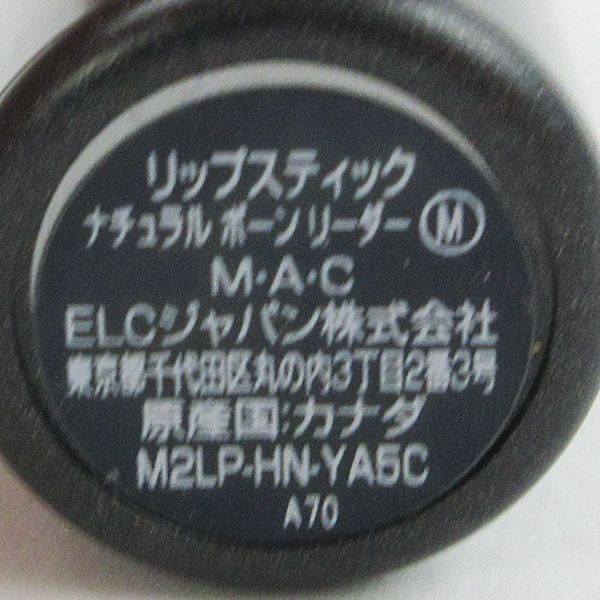 リップスティック
ナチュラル ボーン リーダー Ⓜ
M・A・C
ELCジャパン株式会社
東京都千代田区丸の内3丁目2番3号
原産国:カナダ
M2LP-HN-YA5C
A70